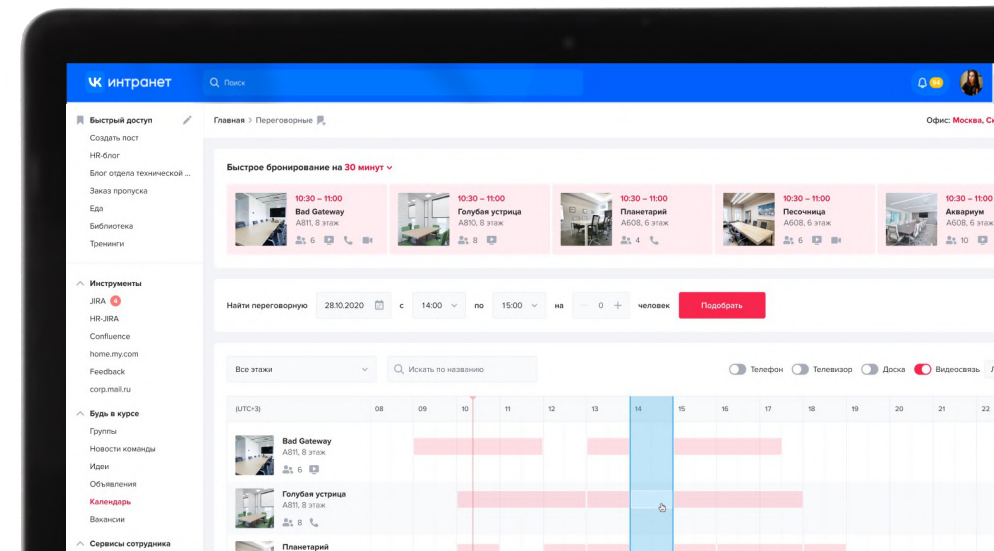 интранет
Поиск
94
Быстрый доступ
Создать пост
HR-блог
Блог отдела технической ...
Заказ пропуска
Еда
Библиотека
Тренинги
Инструменты
JIRA 4
HR-JIRA
Confluence
home.my.com
Feedback
corp.mail.ru
Будь в курсе
Группы
Новости команды
Идеи
Объявления
Календарь
Вакансии
Сервисы сотрудника
Главная > Переговорные
Офис: Москва,
Быстрое бронирование на 30 минут
10:30 – 11:00
Bad Gateway
А811, 8 этаж
6
10:30 – 11:00
Голубая устрица
А810, 8 этаж
8
10:30 – 11:00
Планетарий
А608, 6 этаж
4
10:30 – 11:00
Песочница
А608, 6 этаж
6
10:30 – 11:00
Аквариум
А608, 6 этаж
10
Найти переговорную 28.10.2020 с 14:00 по 15:00 на − 0 + человек Подобрать
Все этажи Искать по названию Телефон Телевизор Доска Видеосвязь
(UTC+3) 08 09 10 11 12 13 14 15 16 17 18 19 20 21 22
Bad Gateway
А811, 8 этаж
6
Голубая устрица
А811, 8 этаж
8
Планетарий